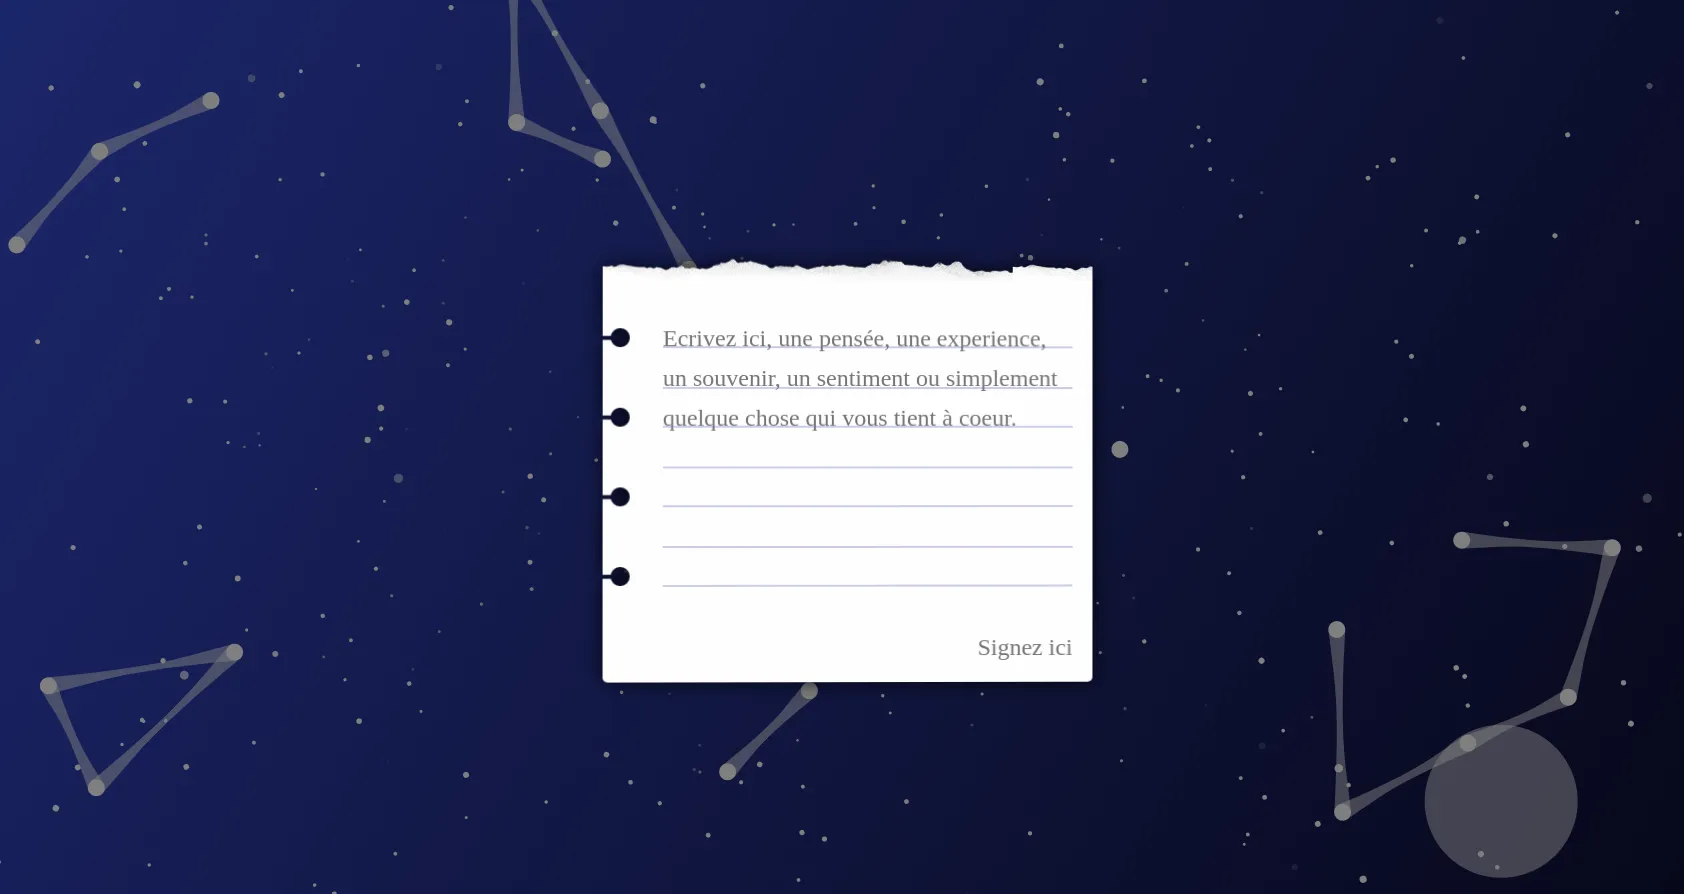 Ecrivez ici, une pensée, une experience,
un souvenir, un sentiment ou simplement
quelque chose qui vous tient à coeur.
Signez ici